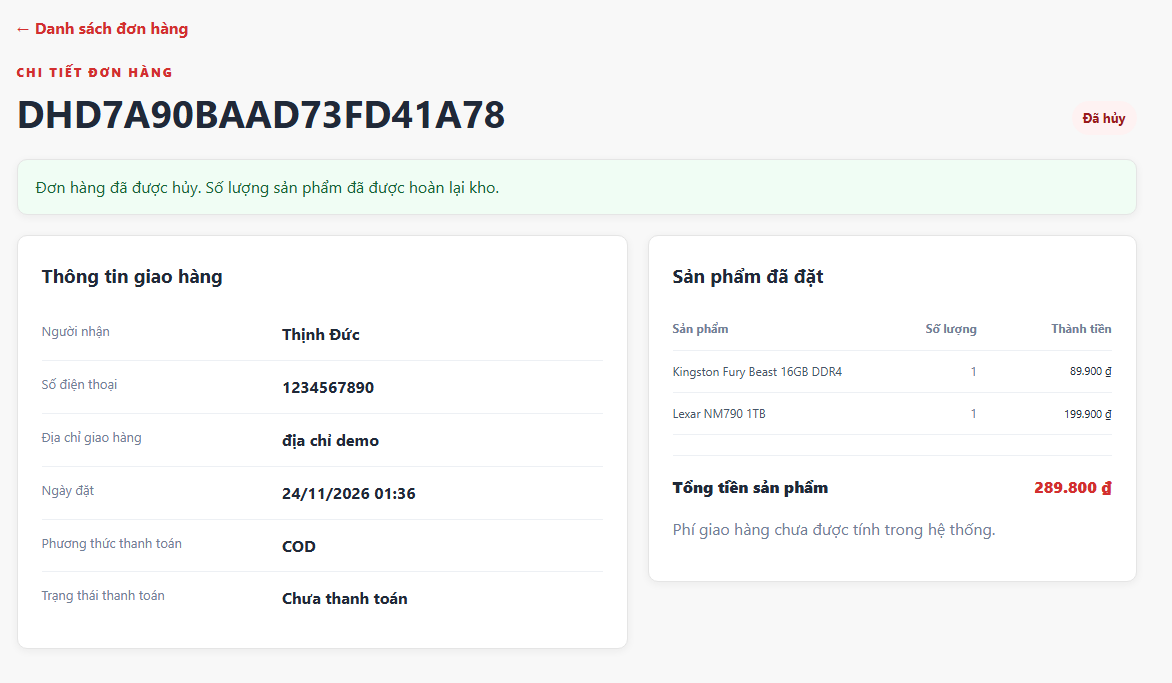 ← Danh sách đơn hàng
CHI TIẾT ĐƠN HÀNG
DHD7A90BAAD73FD41A78
Đã hủy
Đơn hàng đã được hủy. Số lượng sản phẩm đã được hoàn lại kho.
Thông tin giao hàng
Người nhận Thịnh Đức
Số điện thoại 1234567890
Địa chỉ giao hàng địa chỉ demo
Ngày đặt 24/11/2026 01:36
Phương thức thanh toán COD
Trạng thái thanh toán Chưa thanh toán
Sản phẩm đã đặt
Sản phẩm Số lượng Thành tiền
Kingston Fury Beast 16GB DDR4 1 89.900 ₫
Lexar NM790 1TB 1 199.900 ₫
Tổng tiền sản phẩm 289.800 ₫
Phí giao hàng chưa được tính trong hệ thống.